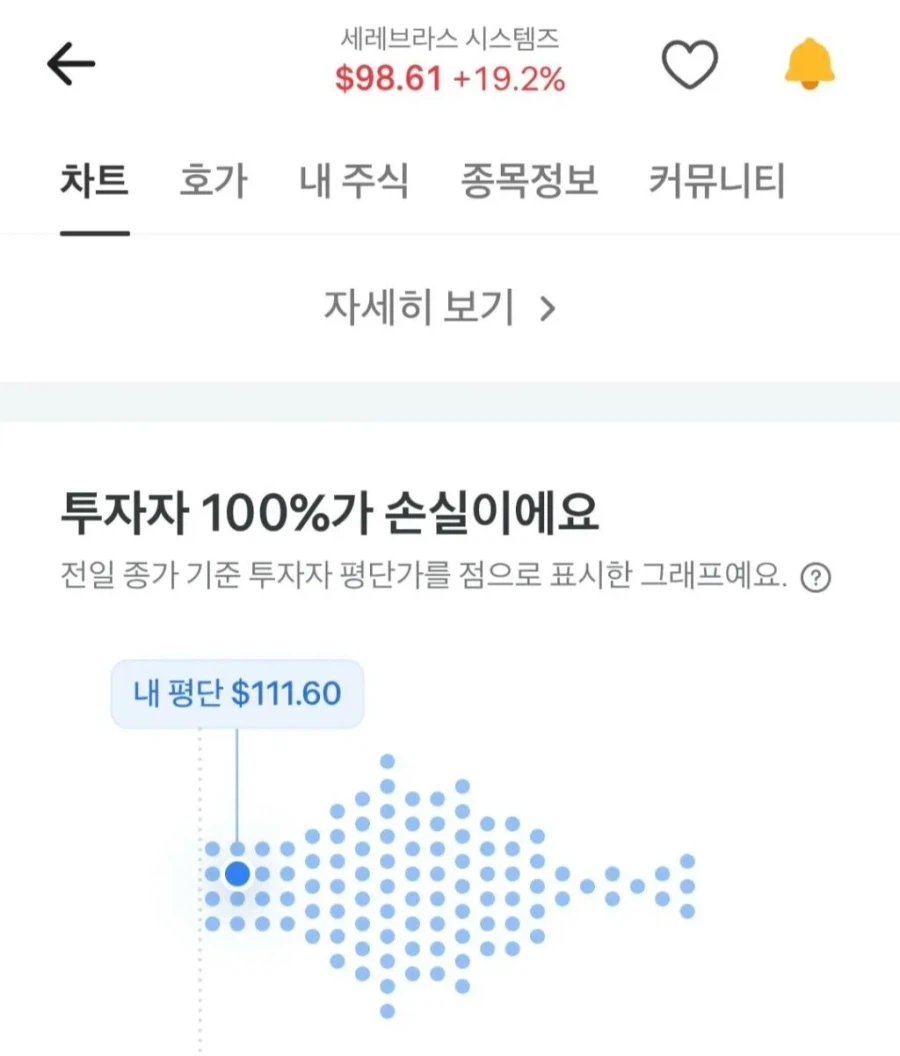 세레브라스 시스템즈
$98.61 +19.2%
차트 호가 내 주식 종목정보 커뮤니티
자세히 보기 >
투자자 100%가 손실이에요
전일 종가 기준 투자자 평단가를 점으로 표시한 그래프예요. ?
내 평단 $111.60